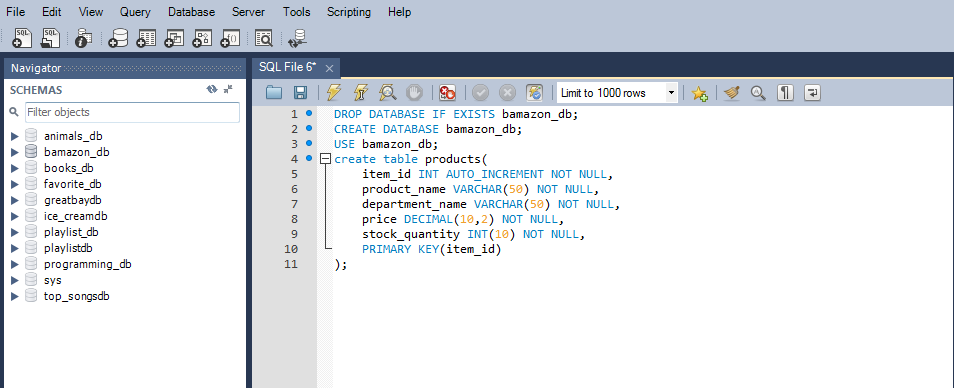 File Edit View Query Database Server Tools Scripting Help
Navigator
SCHEMAS
Filter objects
animals_db
bamazon_db
books_db
favorite_db
greatbaydb
ice_creamdb
playlist_db
playlistdb
programming_db
sys
top_songsdb
SQL File 6*
Limit to 1000 rows
1 DROP DATABASE IF EXISTS bamazon_db;
2 CREATE DATABASE bamazon_db;
3 USE bamazon_db;
4 create table products(
5 item_id INT AUTO_INCREMENT NOT NULL,
6 product_name VARCHAR(50) NOT NULL,
7 department_name VARCHAR(50) NOT NULL,
8 price DECIMAL(10,2) NOT NULL,
9 stock_quantity INT(10) NOT NULL,
10 PRIMARY KEY(item_id)
11 );